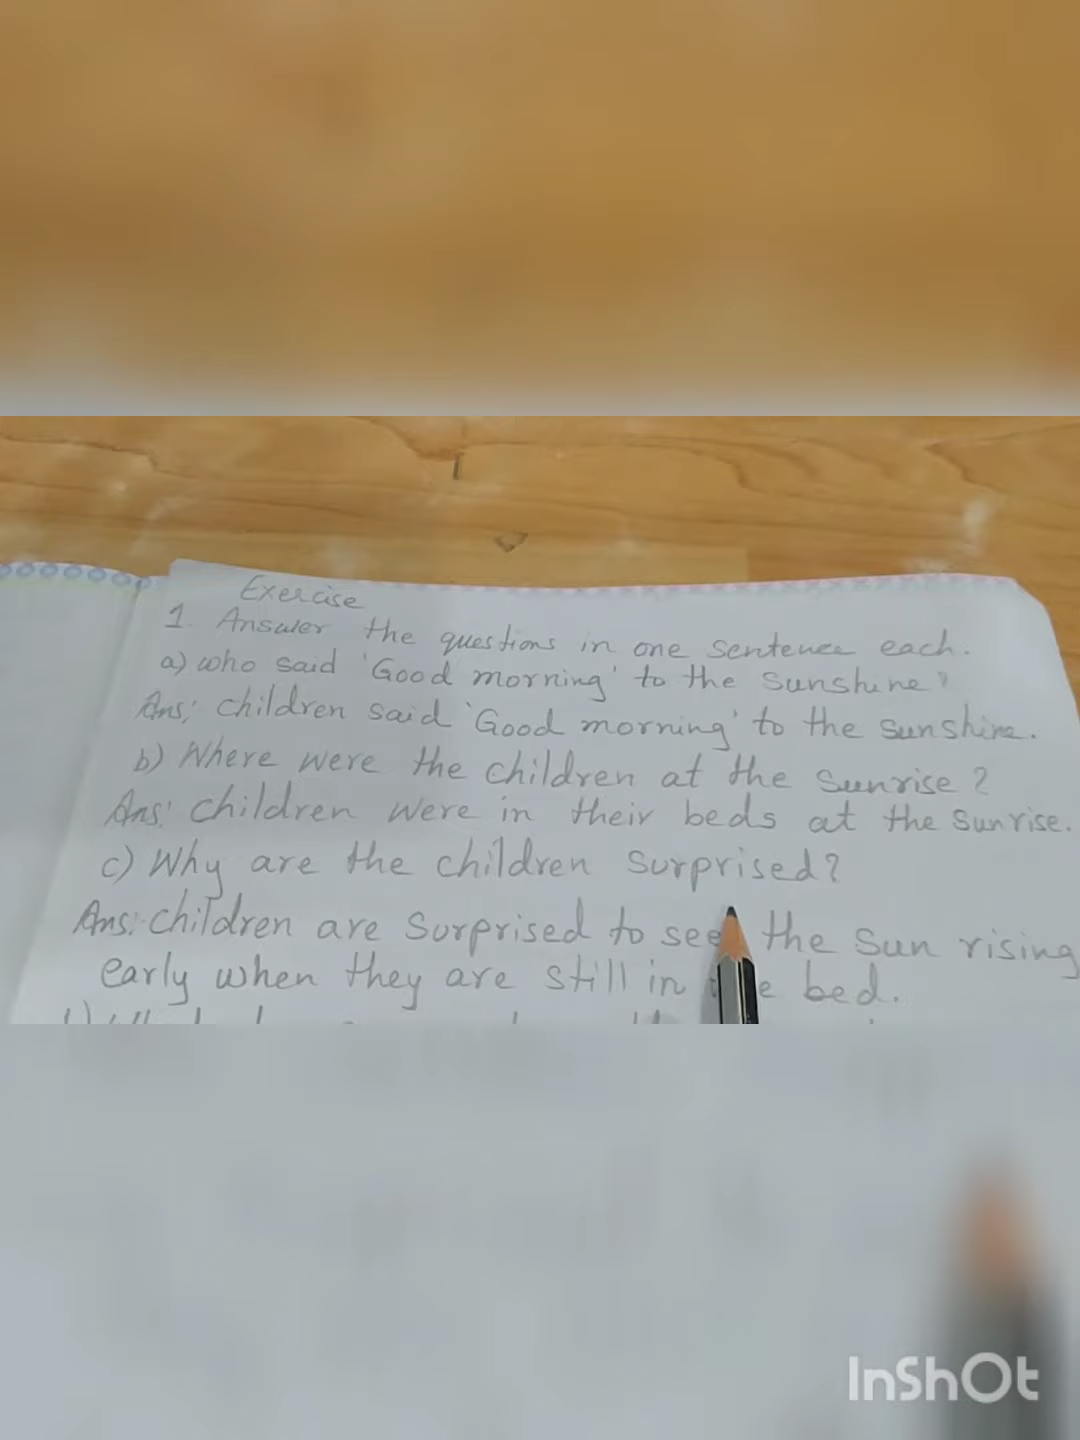 Exercise
1. Answer the questions in one sentence each.
a) who said 'Good morning' to the sunshine?
Ans: children said 'Good morning' to the sunshine.
b) Where were the children at the sunrise?
Ans: children were in their beds at the sunrise.
c) Why are the children surprised?
Ans:- children are surprised to see the sun rising
early when they are still in the bed.
InShOt